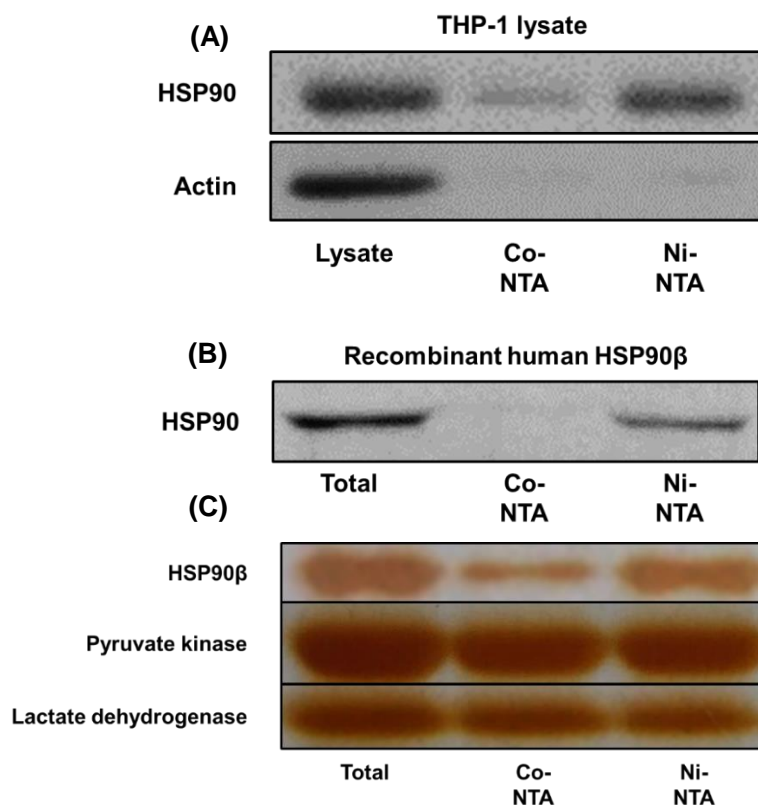 (A)
THP-1 lysate
HSP90
Actin
Lysate
Co-
NTA
Ni-
NTA
(B)
Recombinant human HSP90β
HSP90
Total
Co-
NTA
Ni-
NTA
(C)
HSP90β
Pyruvate kinase
Lactate dehydrogenase
Total
Co-
NTA
Ni-
NTA